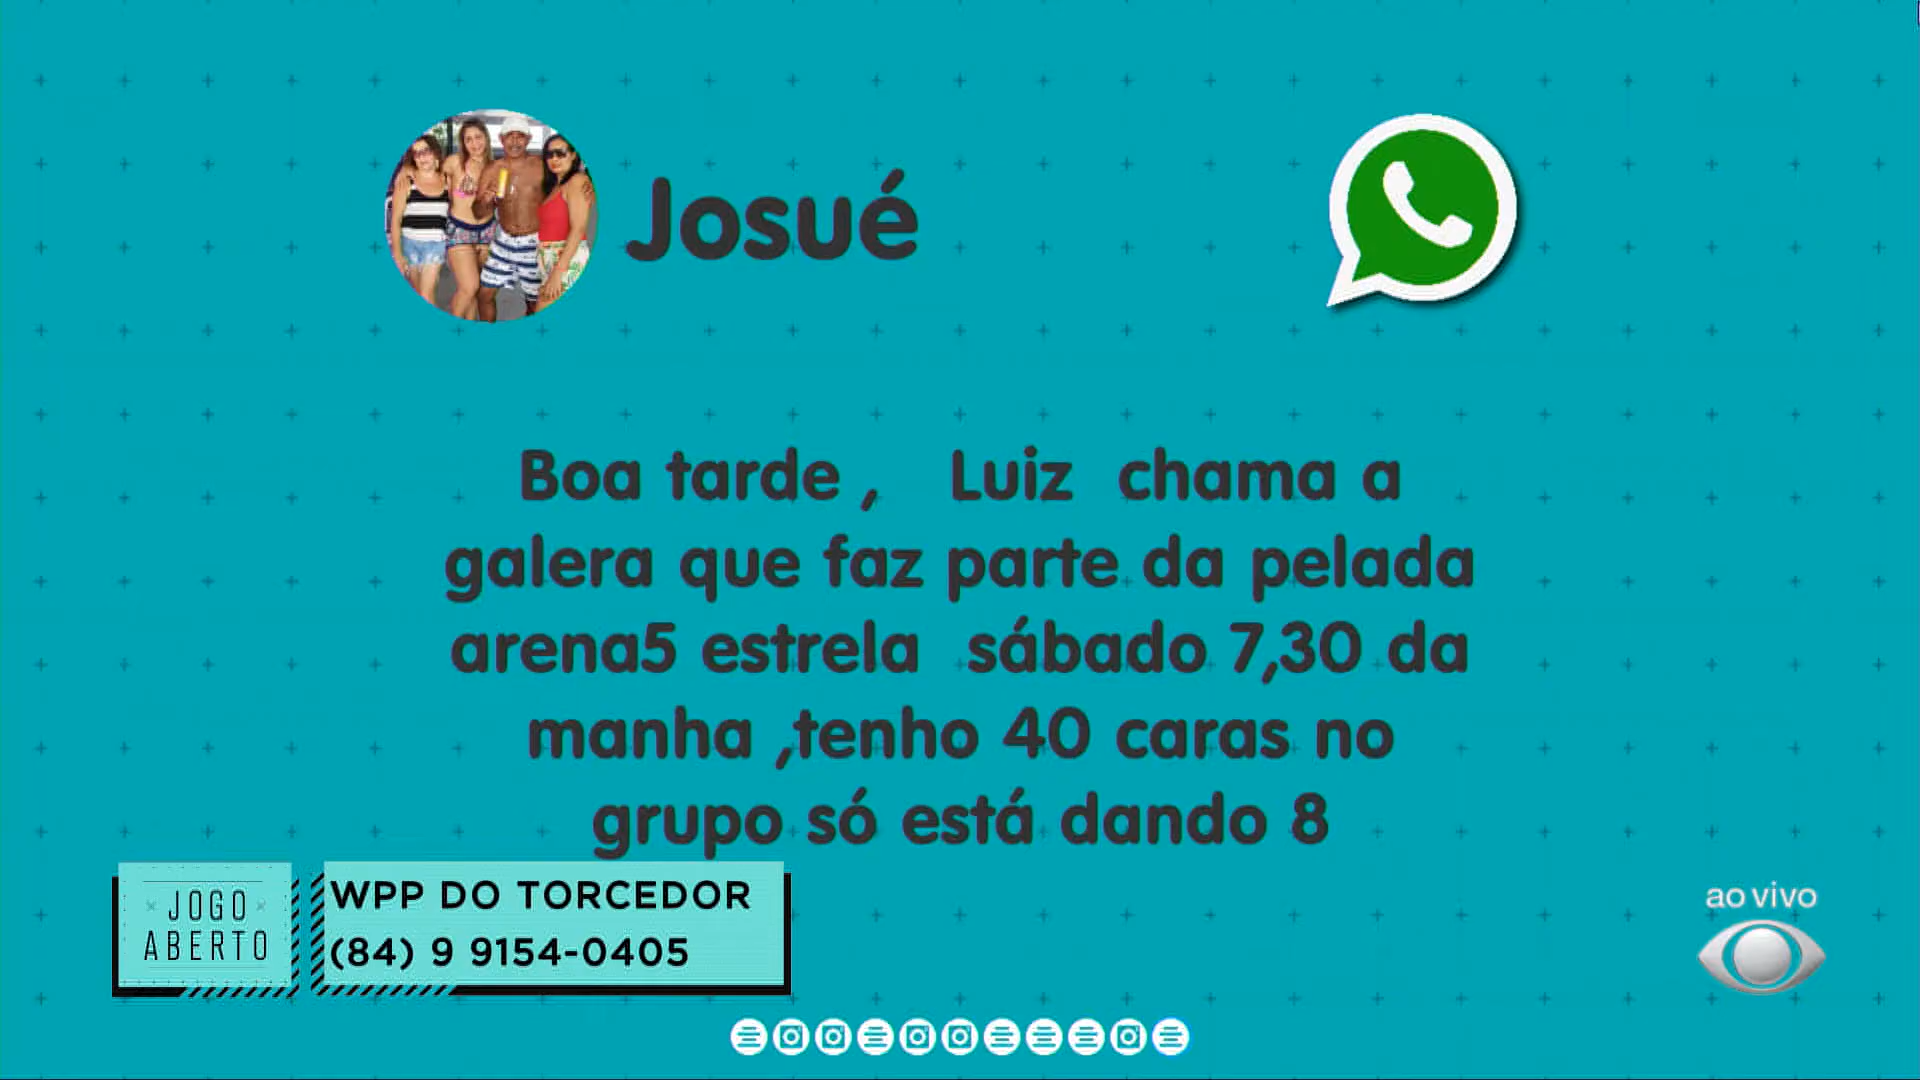 Josué
Boa tarde , Luiz chama a
galera que faz parte da pelada
arena5 estrela sábado 7,30 da
manha ,tenho 40 caras no
grupo só está dando 8
JOGO
ABERTO
WPP DO TORCEDOR
(84) 9 9154-0405
ao vivo